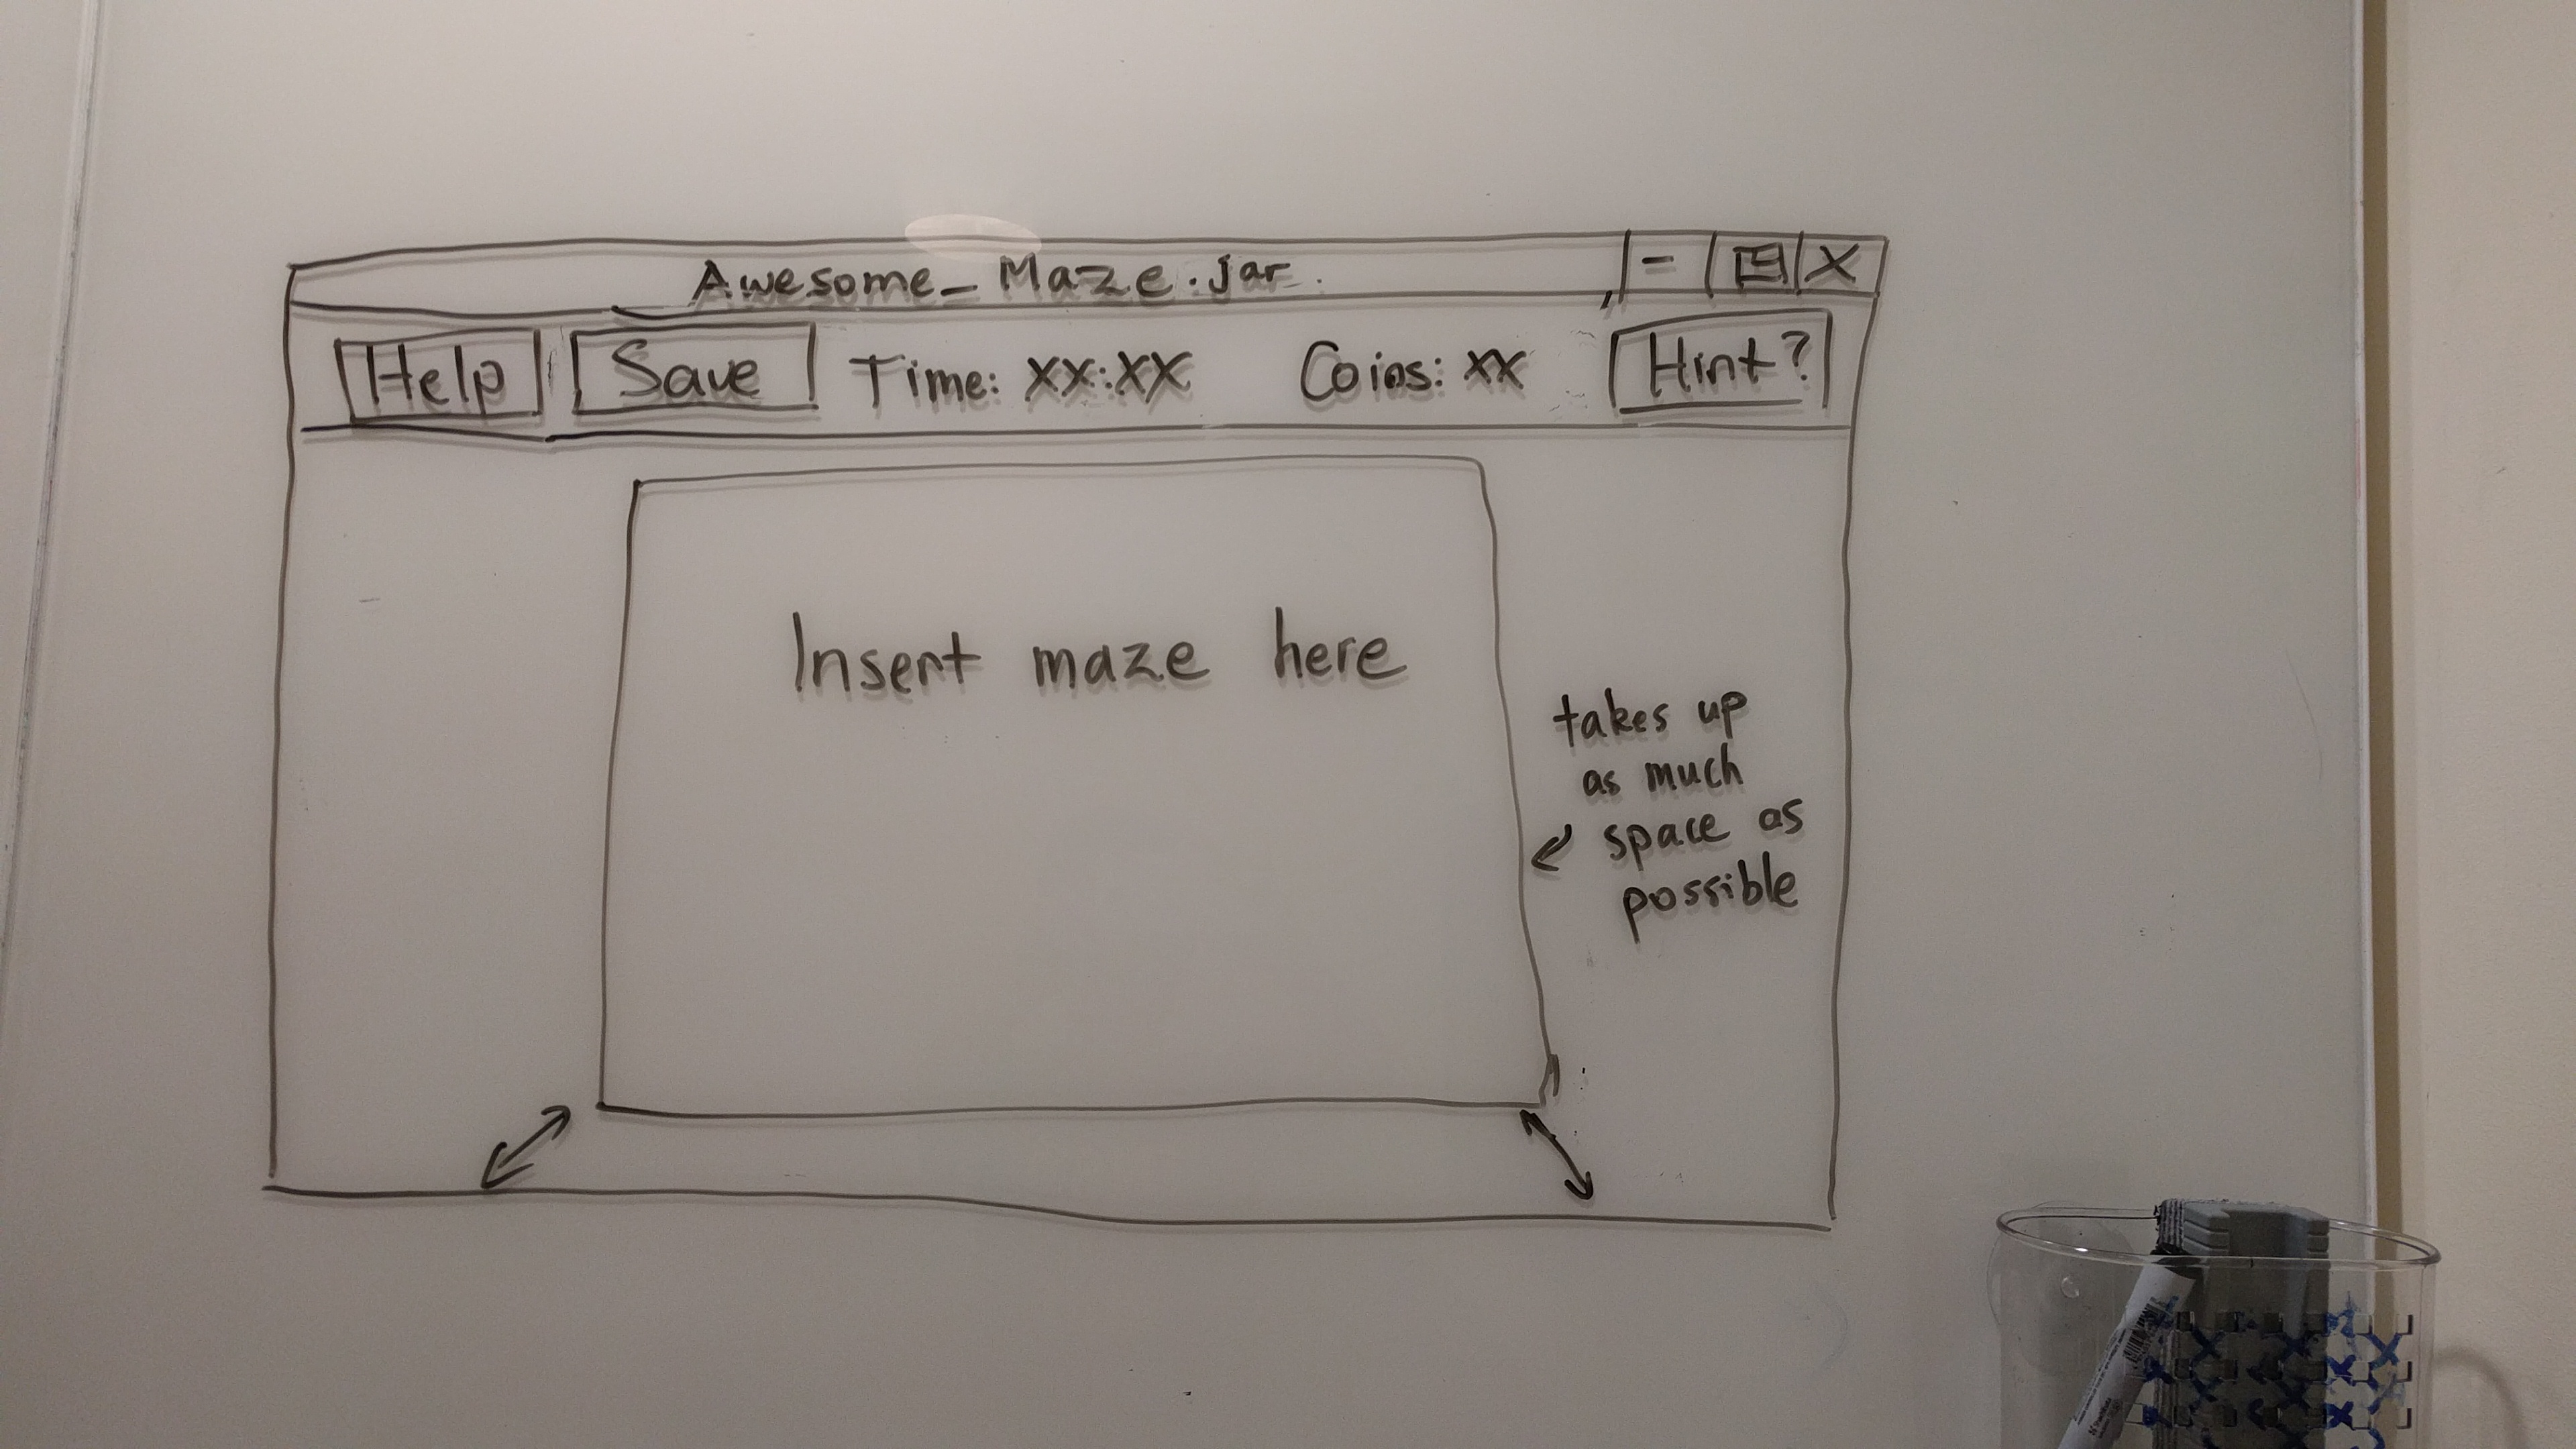 Awesome_Maze.jar
Help Save Time: XX:XX Coins: XX Hint?
Insert maze here
takes up
as much
space as
possible